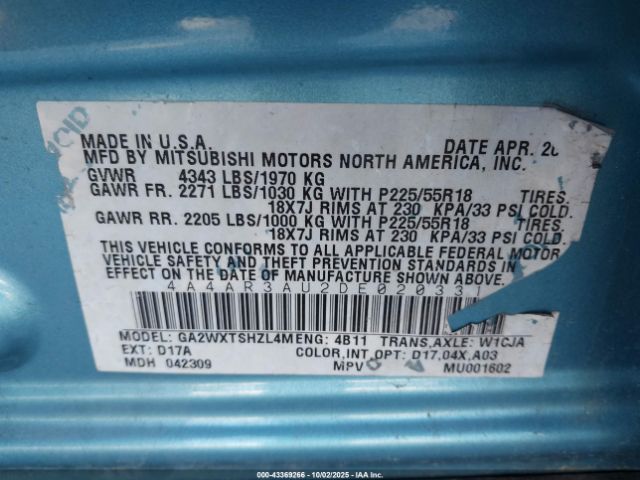 MADE IN U.S.A. DATE APR. 20
MFD BY MITSUBISHI MOTORS NORTH AMERICA, INC.
GVWR 4343 LBS/1970 KG
GAWR FR. 2271 LBS/1030 KG WITH P225/55R18 TIRES.
18X7J RIMS AT 230 KPA/33 PSI COLD.
GAWR RR. 2205 LBS/1000 KG WITH P225/55R18 TIRES
18X7J RIMS AT 230 KPA/33 PSI COLD.
THIS VEHICLE CONFORMS TO ALL APPLICABLE FEDERAL MOTOR
VEHICLE SAFETY AND THEFT PREVENTION STANDARDS IN
EFFECT ON THE DATE OF MANUFACTURE SHOWN ABOVE.
4A4AR3AU2DE02033
MODEL: GA2WXTSHZL4M ENG: 4B11 TRANS,AXLE: W1CJA
EXT: D17A COLOR,INT,OPT: D17,04X,A03
MDH 042309 MPV MU001602
000-43369266 - 10/02/2025 - IAA Inc.